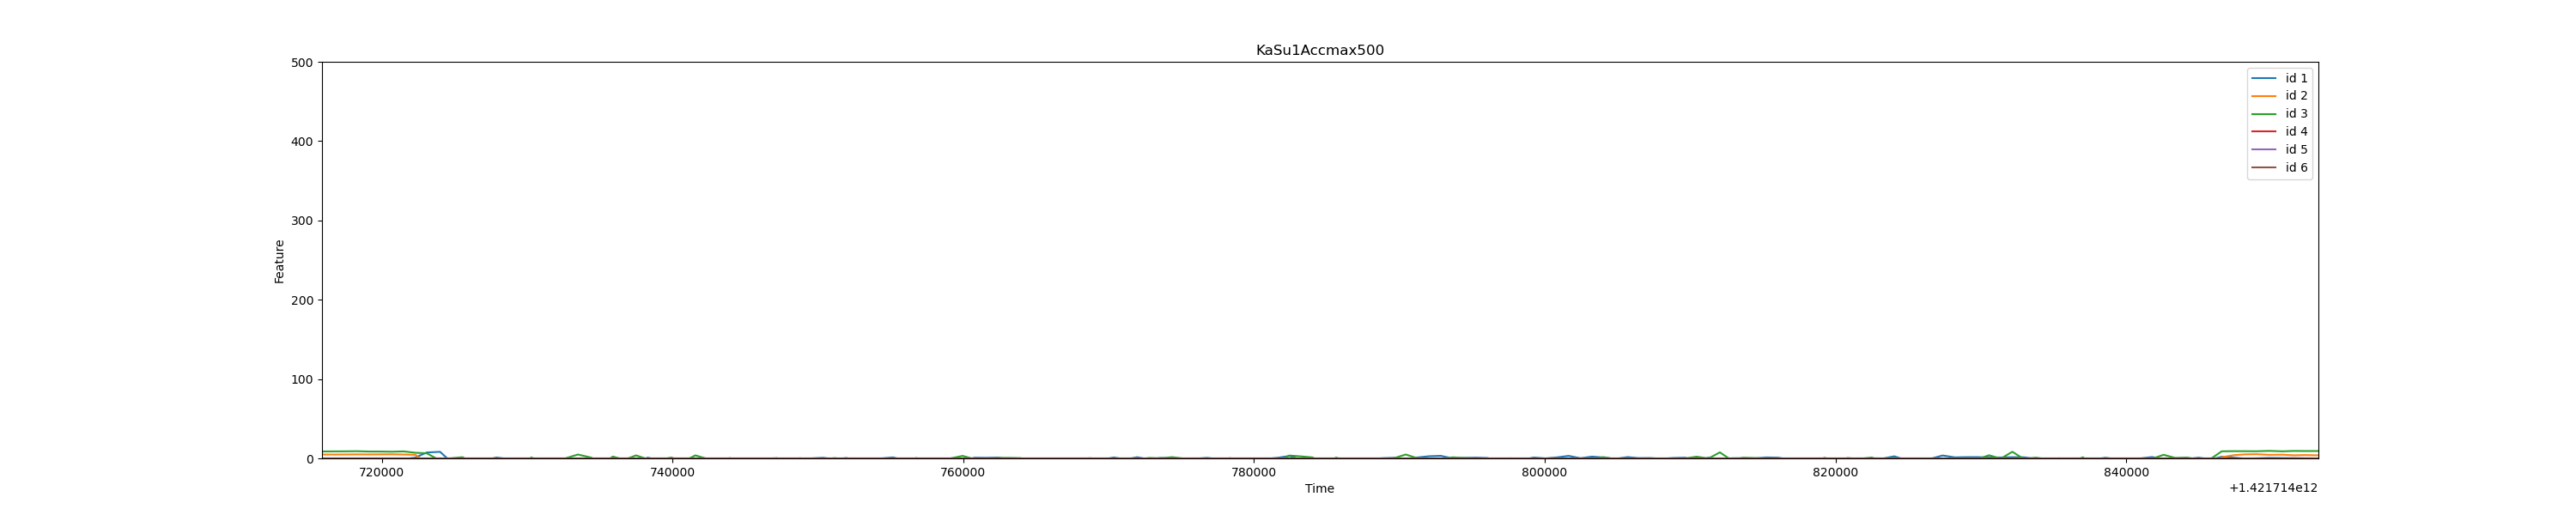 KaSu1Accmax500
500
400
300
200
100
0
Feature
id 1
id 2
id 3
id 4
id 5
id 6
720000 740000 760000 780000 800000 820000 840000
Time
+1.421714e12